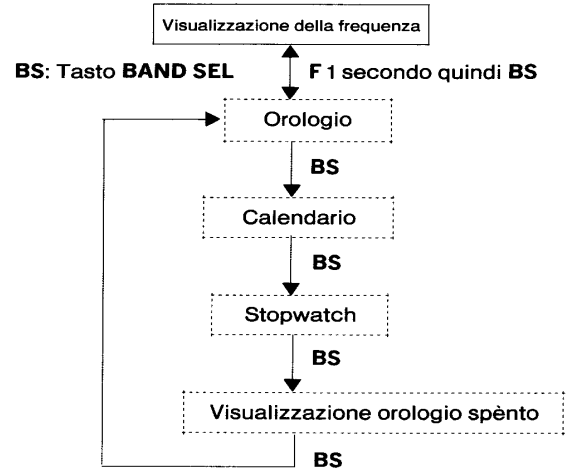 Visualizzazione della frequenza
BS: Tasto BAND SEL
F 1 secondo quindi BS
Orologio
BS
Calendario
BS
Stopwatch
BS
Visualizzazione orologio spènto
BS